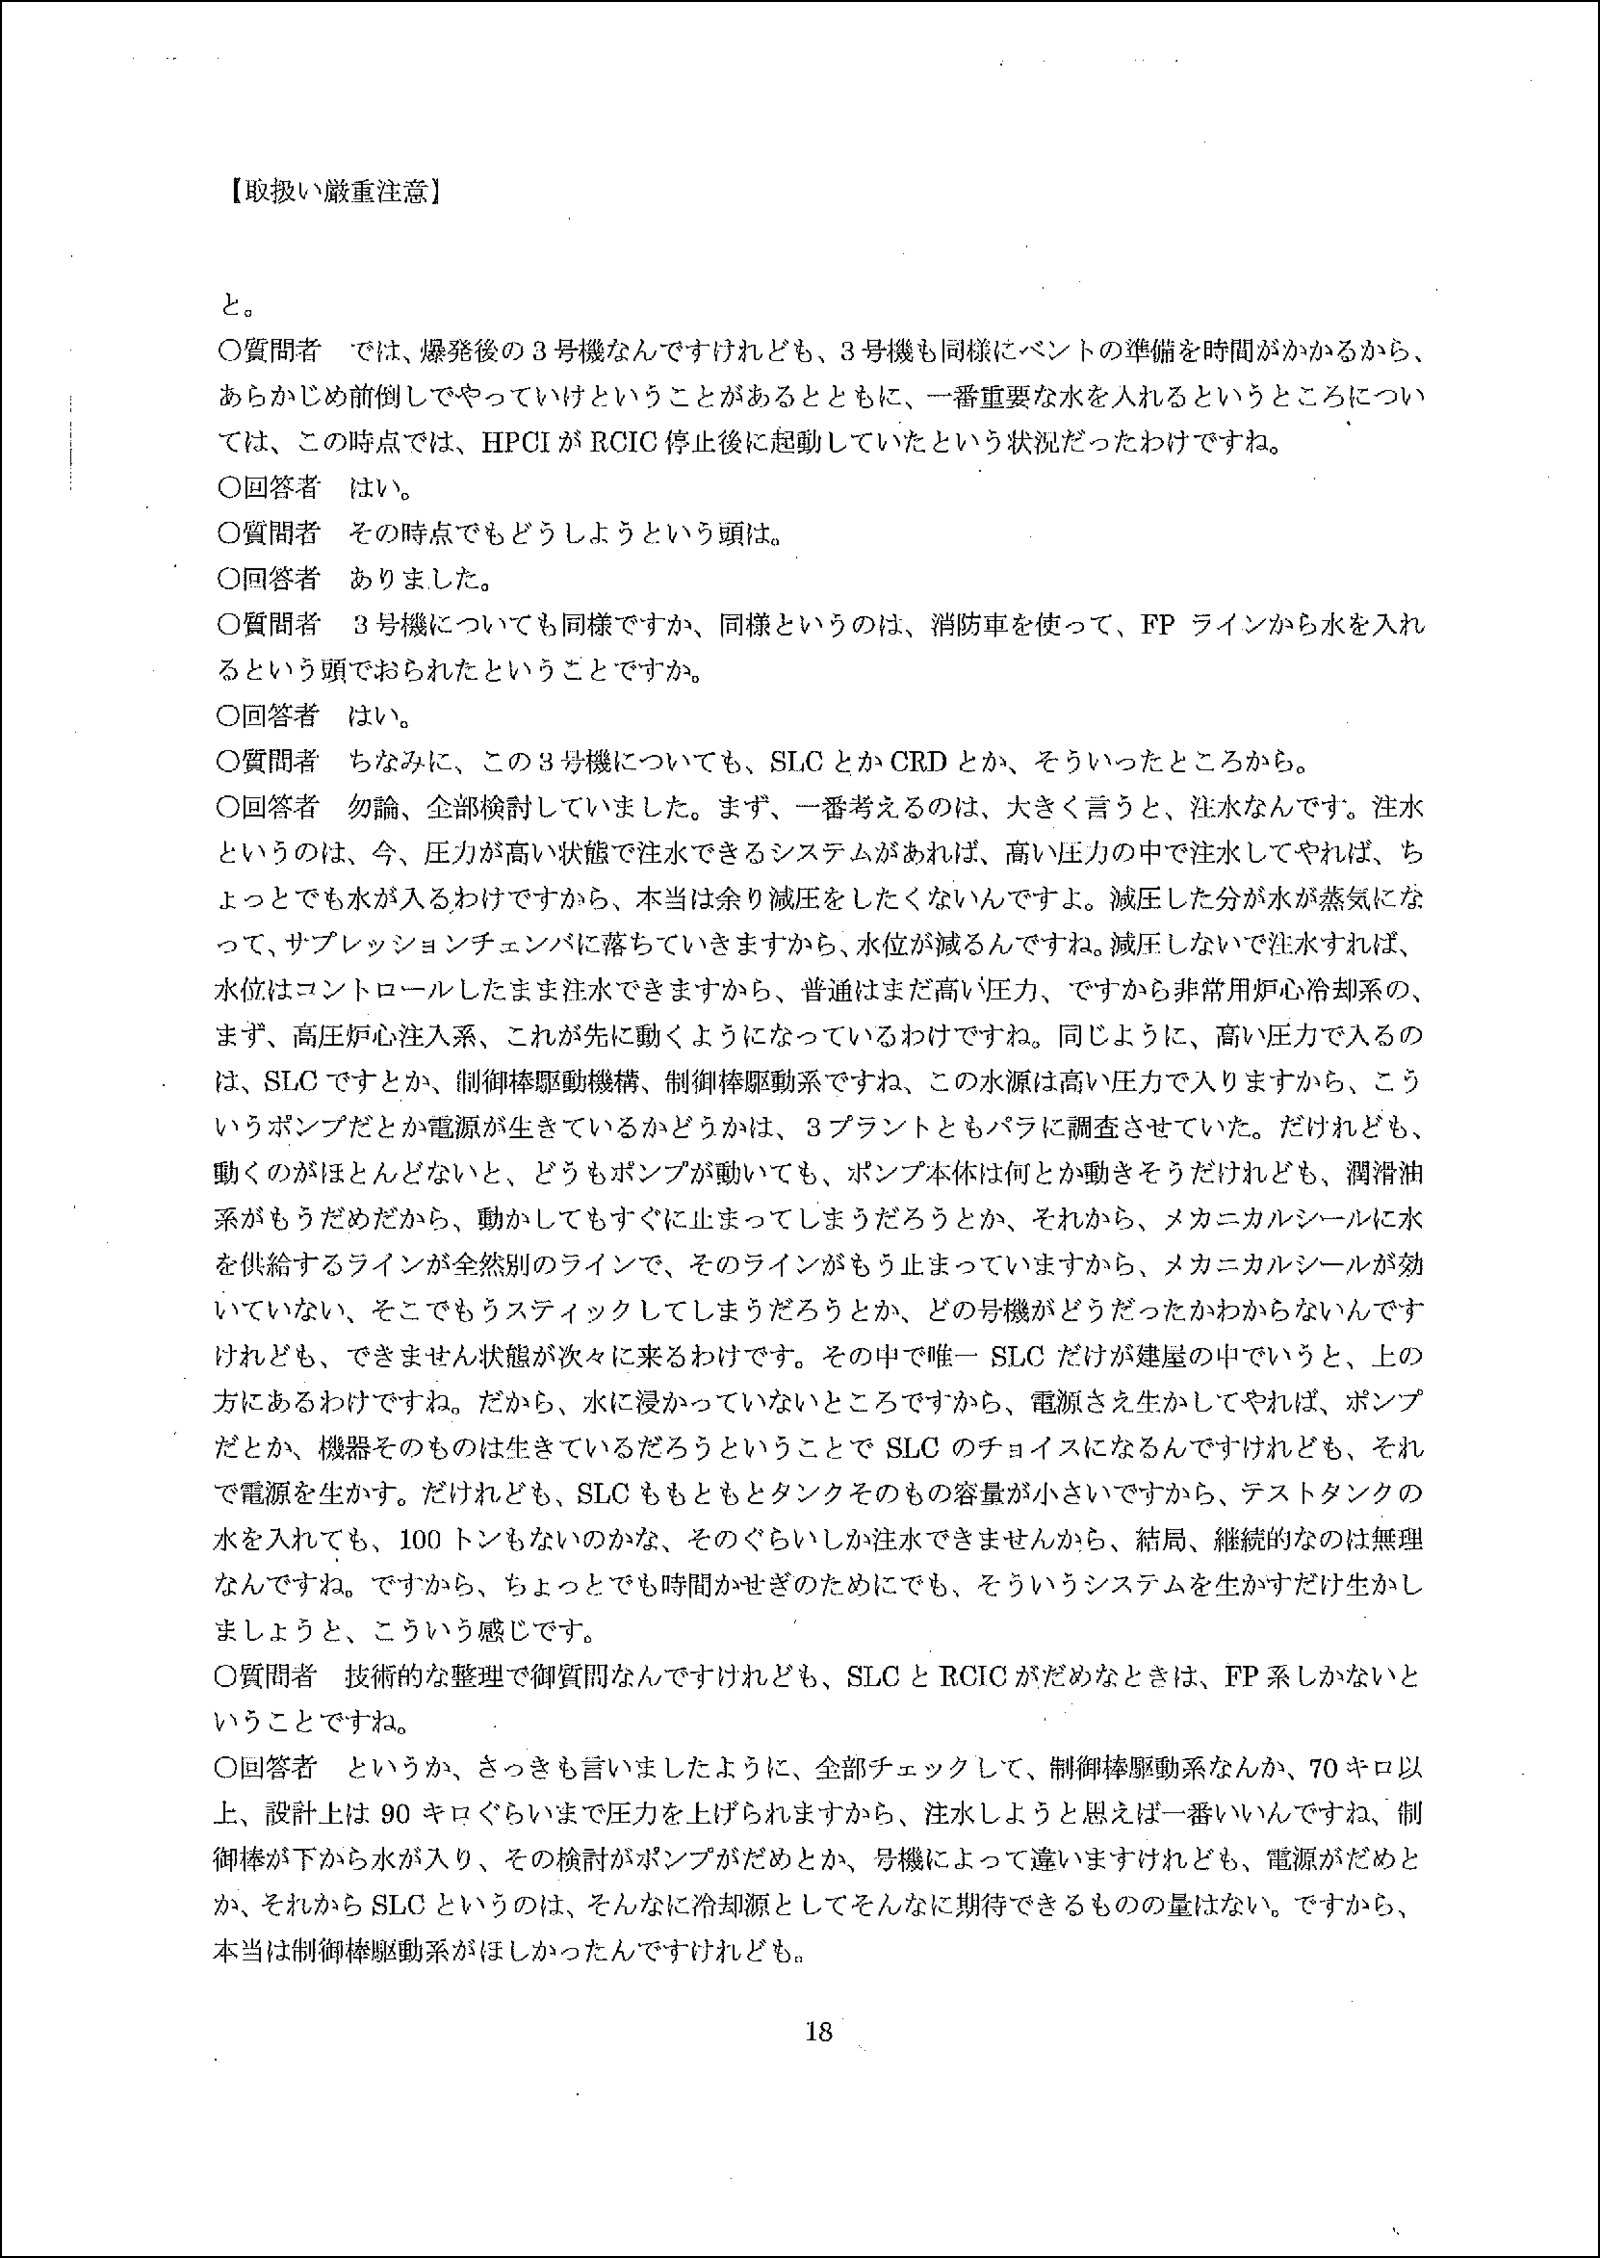 【取扱い厳重注意】
と。
〇質問者　では、爆発後の３号機なんですけれども、３号機も同様にベントの準備を時間がかかるから、
あらかじめ前倒しでやっていけということがあるとともに、一番重要な水を入れるというところについ
ては、この時点では、HPCI が RCIC 停止後に起動していたという状況だったわけですね。
〇回答者　はい。
〇質問者　その時点でもどうしようという頭は。
〇回答者　ありました。
〇質問者　３号機についても同様ですか、同様というのは、消防車を使って、FP ラインから水を入れ
るという頭でおられたということですか。
〇回答者　はい。
〇質問者　ちなみに、この３号機についても、SLC とか CRD とか、そういったところから。
〇回答者　勿論、全部検討していました。まず、一番考えるのは、大きく言うと、注水なんです。注水
というのは、今、圧力が高い状態で注水できるシステムがあれば、高い圧力の中で注水してやれば、ち
ょっとでも水が入るわけですから、本当は余り減圧をしたくないんですよ。減圧した分が水が蒸気にな
って、サプレッションチェンバに落ちていきますから、水位が減るんですね。減圧しないで注水すれば、
水位はコントロールしたまま注水できますから、普通はまだ高い圧力、ですから非常用炉心冷却系の、
まず、高圧炉心注入系、これが先に動くようになっているわけですね。同じように、高い圧力で入るの
は、SLC ですとか、制御棒駆動機構、制御棒駆動系ですね、この水源は高い圧力で入りますから、こう
いうポンプだとか電源が生きているかどうかは、３プラントともパラに調査させていた。だけれども、
動くのがほとんどないと、どうもポンプが動いても、ポンプ本体は何とか動きそうだけれども、潤滑油
系がもうだめだから、動かしてもすぐに止まってしまうだろうとか、それから、メカニカルシールに水
を供給するラインが全然別のラインで、そのラインがもう止まっていますから、メカニカルシールが効
いていない、そこでもうスティックしてしまうだろうとか、どの号機がどうだったかわからないんです
けれども、できません状態が次々に来るわけです。その中で唯一 SLC だけが建屋の中でいうと、上の
方にあるわけですね。だから、水に浸かっていないところですから、電源さえ生かしてやれば、ポンプ
だとか、機器そのものは生きているだろうということで SLC のチョイスになるんですけれども、それ
で電源を生かす。だけれども、SLC ももともとタンクそのもの容量が小さいですから、テストタンクの
水を入れても、100 トンもないのかな、そのぐらいしか注水できませんから、結局、継続的なのは無理
なんですね。ですから、ちょっとでも時間かせぎのためにでも、そういうシステムを生かすだけ生かし
ましょうと、こういう感じです。
〇質問者　技術的な整理で御質問なんですけれども、SLC と RCIC がだめなときは、FP 系しかないと
いうことですね。
〇回答者　というか、さっきも言いましたように、全部チェックして、制御棒駆動系なんか、70 キロ以
上、設計上は 90 キロぐらいまで圧力を上げられますから、注水しようと思えば一番いいんですね、制
御棒が下から水が入り、その検討がポンプがだめとか、号機によって違いますけれども、電源がだめと
か、それから SLC というのは、そんなに冷却源としてそんなに期待できるものの量はない。ですから、
本当は制御棒駆動系がほしかったんですけれども。
18